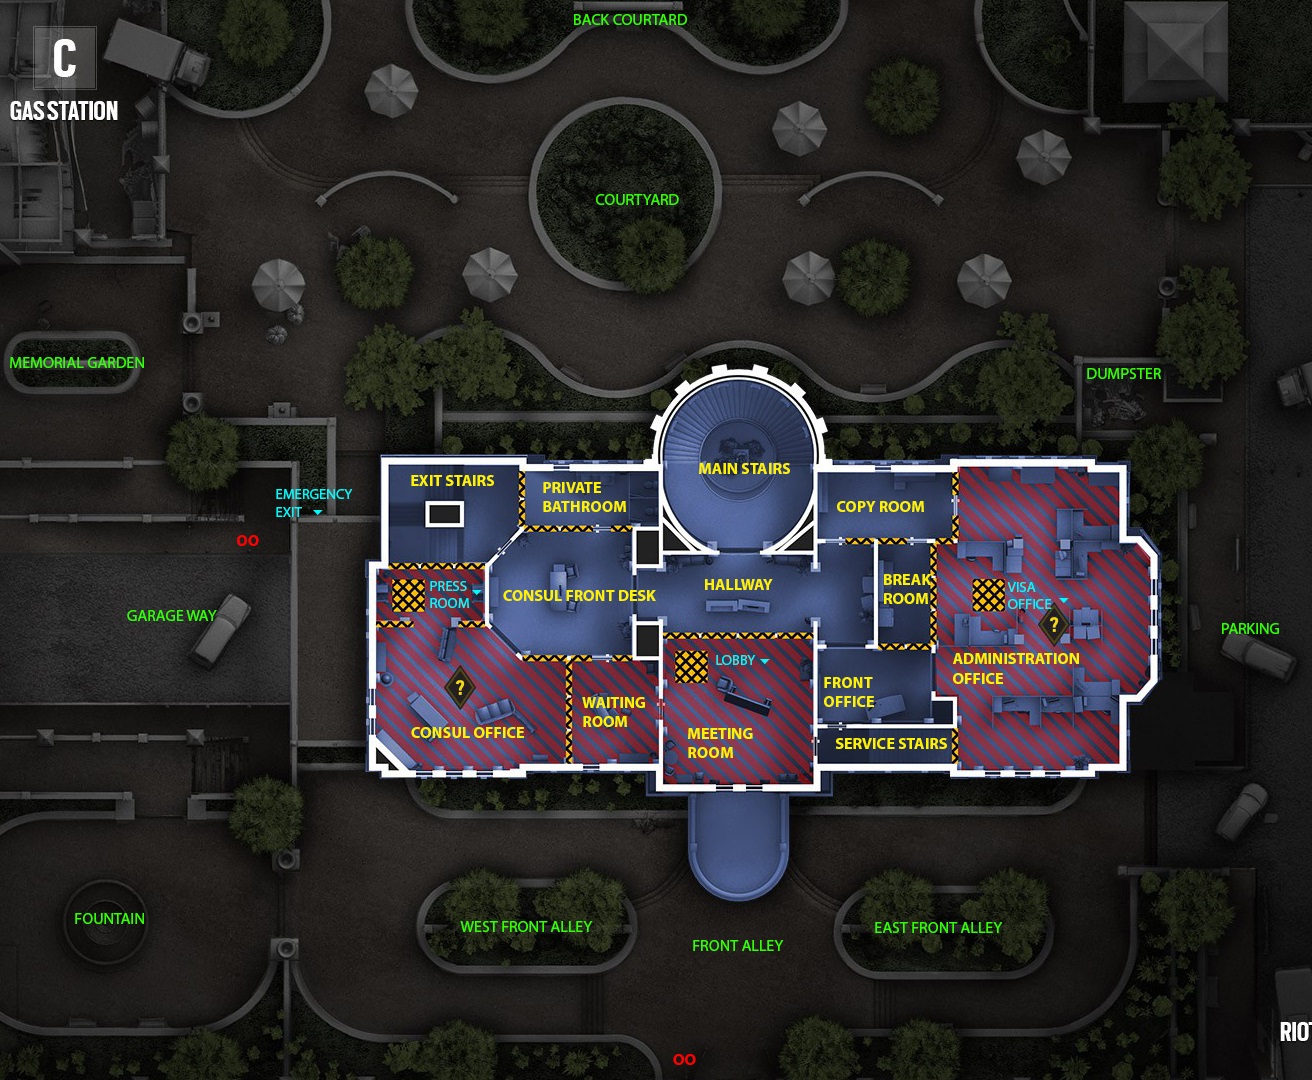 BACK COURTARD
C
GAS STATION
COURTYARD
MEMORIAL GARDEN
DUMPSTER
MAIN STAIRS
EXIT STAIRS
PRIVATE
BATHROOM
COPY ROOM
EMERGENCY
EXIT
OO
HALLWAY
BREAK
ROOM
PRESS
ROOM
CONSUL FRONT DESK
VISA
OFFICE
?
GARAGE WAY
PARKING
LOBBY
ADMINISTRATION
OFFICE
?
FRONT
OFFICE
WAITING
ROOM
CONSUL OFFICE
MEETING
ROOM
SERVICE STAIRS
FOUNTAIN
WEST FRONT ALLEY
EAST FRONT ALLEY
FRONT ALLEY
RIOT
OO